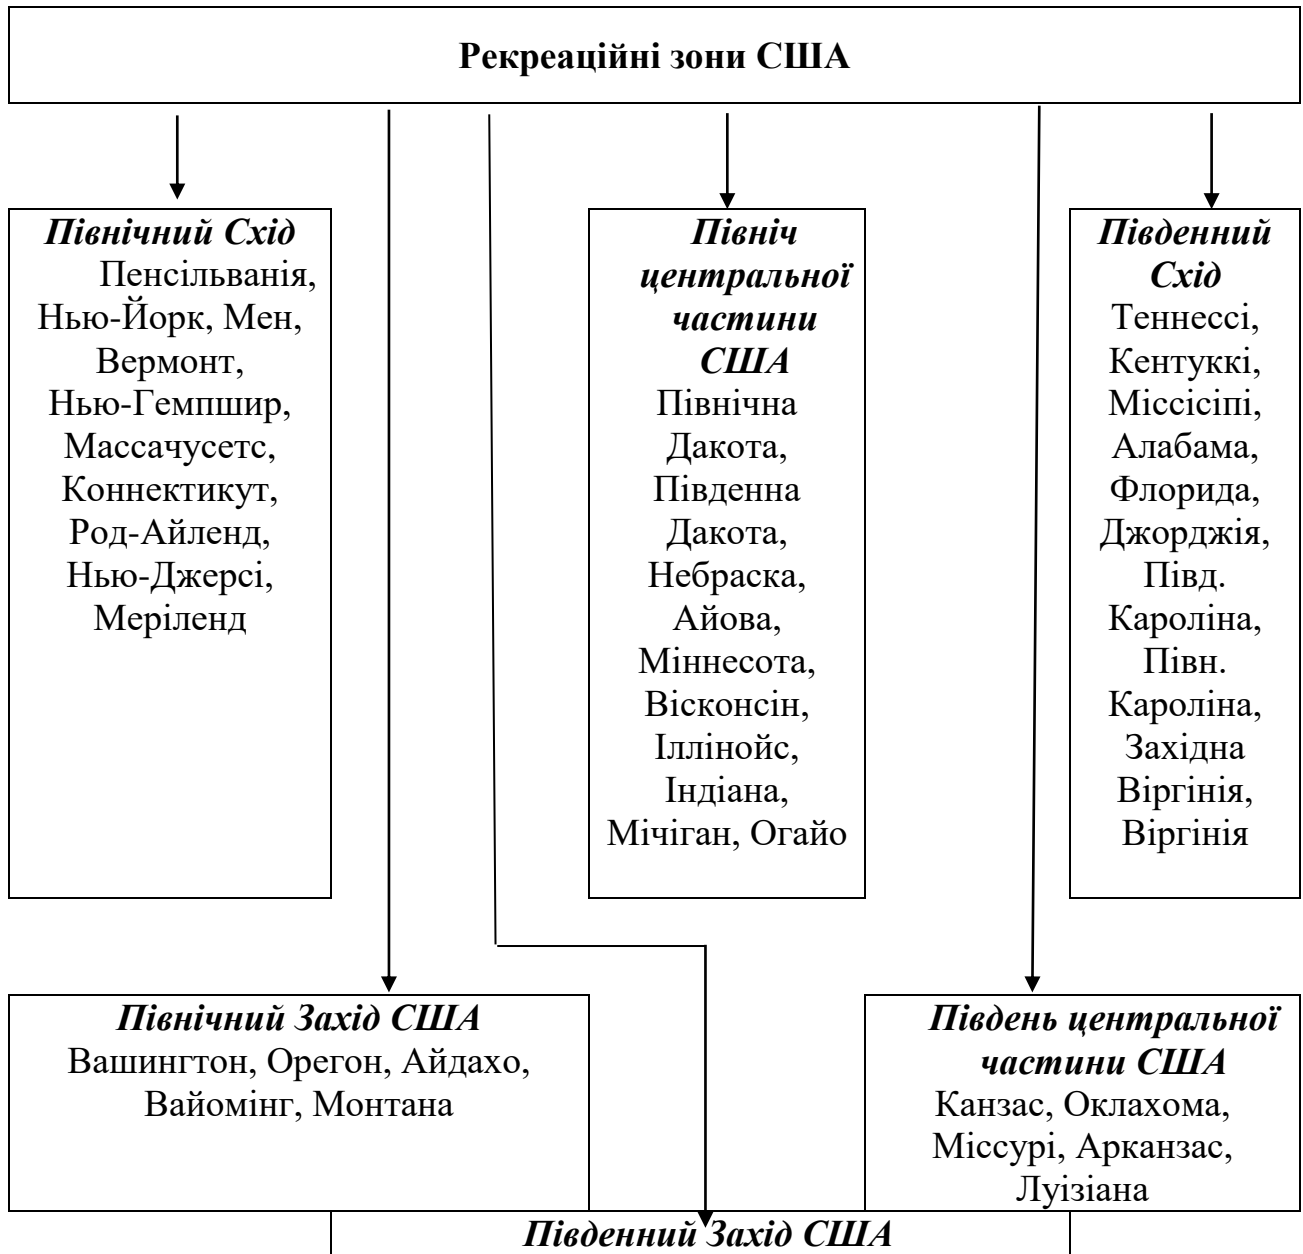 Рекреаційні зони США
Північний Схід
Пенсільванія,
Нью-Йорк, Мен,
Вермонт,
Нью-Гемпшир,
Массачусетс,
Коннектикут,
Род-Айленд,
Нью-Джерсі,
Меріленд
Північ
центральної
частини
США
Північна
Дакота,
Південна
Дакота,
Небраска,
Айова,
Міннесота,
Вісконсін,
Іллінойс,
Індіана,
Мічіган, Огайо
Південний
Схід
Теннессі,
Кентуккі,
Міссісіпі,
Алабама,
Флорида,
Джорджія,
Півд.
Кароліна,
Півн.
Кароліна,
Західна
Віргінія,
Віргінія
Північний Захід США
Вашингтон, Орегон, Айдахо,
Вайомінг, Монтана
Південь центральної
частини США
Канзас, Оклахома,
Міссурі, Арканзас,
Луізіана
Південний Захід США